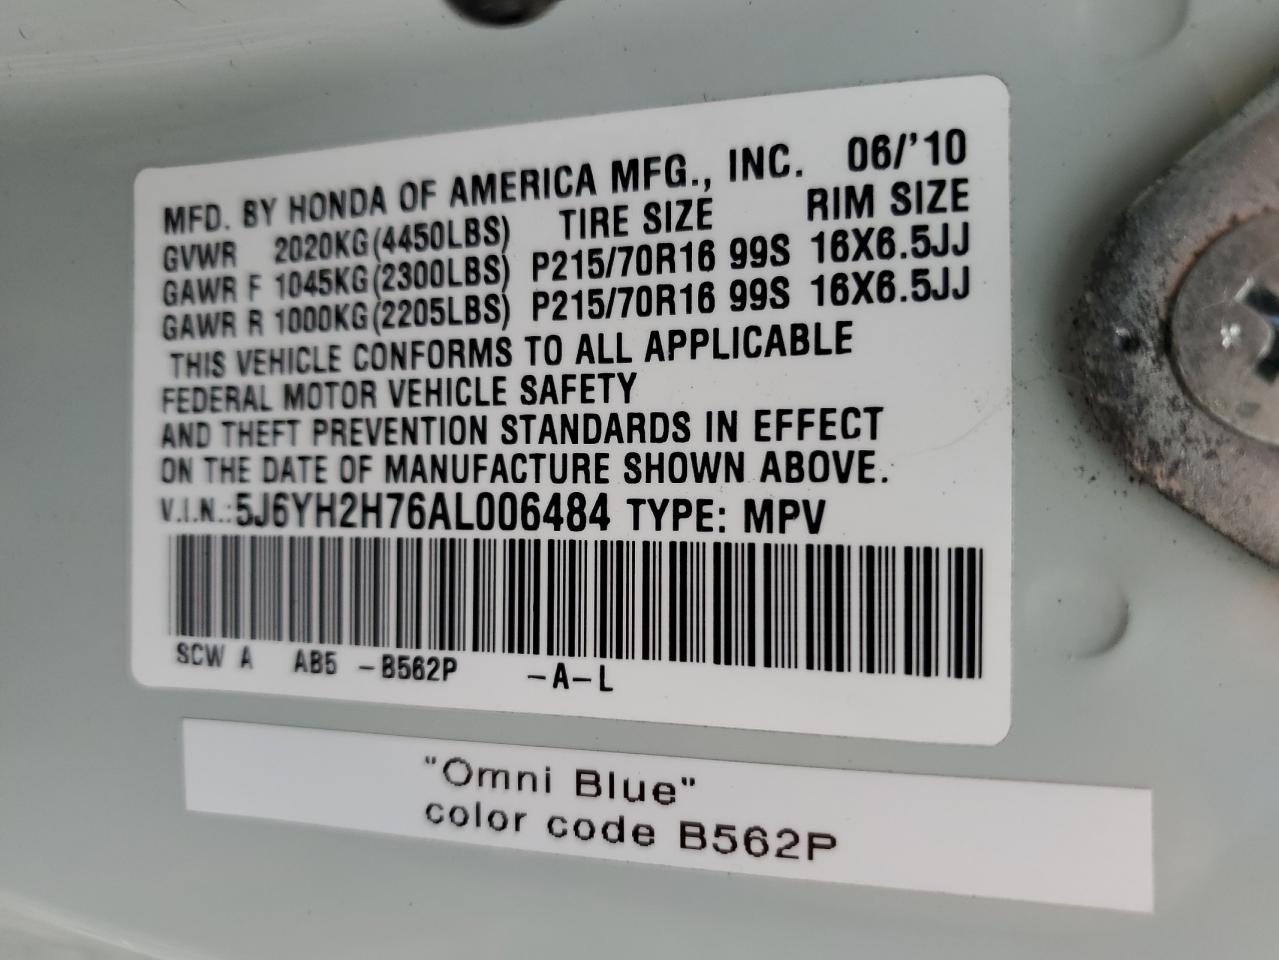 MFD. BY HONDA OF AMERICA MFG., INC. 06/'10
GVWR 2020KG(4450LBS) TIRE SIZE RIM SIZE
GAWR F 1045KG(2300LBS) P215/70R16 99S 16X6.5JJ
GAWR R 1000KG(2205LBS) P215/70R16 99S 16X6.5JJ
THIS VEHICLE CONFORMS TO ALL APPLICABLE
FEDERAL MOTOR VEHICLE SAFETY
AND THEFT PREVENTION STANDARDS IN EFFECT
ON THE DATE OF MANUFACTURE SHOWN ABOVE.
V.I.N.:5J6YH2H76AL006484 TYPE: MPV
SCW A AB5 -B562P -A-L
"Omni Blue"
color code B562P